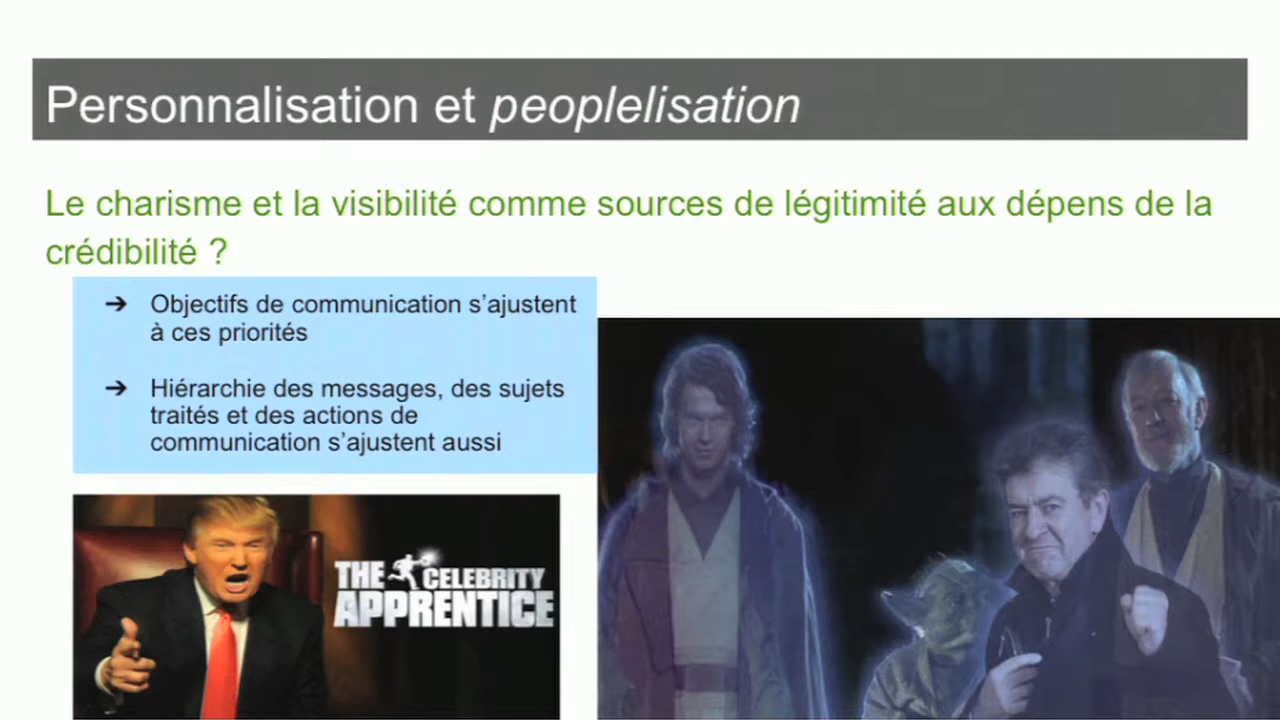 Personnalisation et peoplelisation
Le charisme et la visibilité comme sources de légitimité aux dépens de la
crédibilité ?
➔ Objectifs de communication s’ajustent
à ces priorités
➔ Hiérarchie des messages, des sujets
traités et des actions de
communication s’ajustent aussi
THE CELEBRITY
APPRENTICE